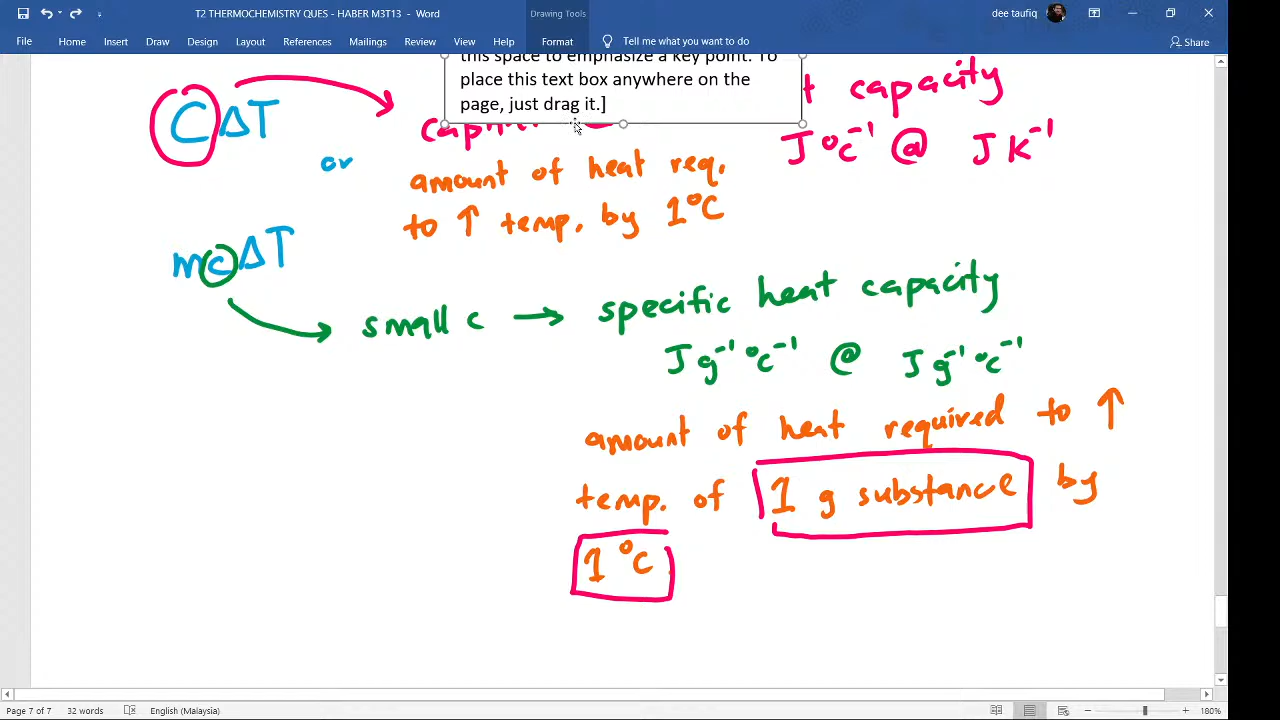 T2 THERMOCHEMISTRY QUES - HABER M3T13 - Word
Drawing Tools
dee taufiq
File Home Insert Draw Design Layout References Mailings Review View Help Format Tell me what you want to do Share
this space to emphasize a key point. To
place this text box anywhere on the
page, just drag it.]
CΔT
capacity
J °C⁻¹ @ J K⁻¹
or
amount of heat req.
to ↑ temp. by 1°C
mcΔT
small c → specific heat capacity
J g⁻¹ °C⁻¹ @ J g⁻¹ °C⁻¹
amount of heat required to ↑
temp. of 1 g substance by
1 °C
Page 7 of 7 32 words English (Malaysia) 180%